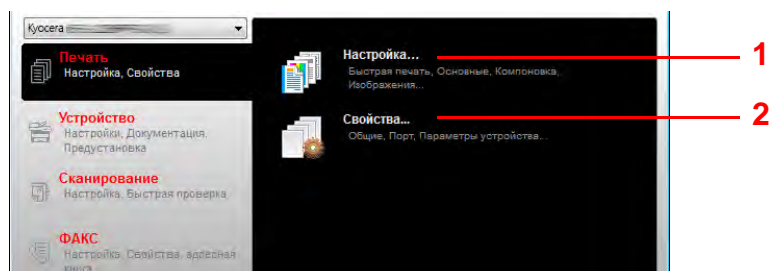 Kyocera
Печать
Настройка, Свойства
Устройство
Настройки, Документация,
Предустановка
Сканирование
Настройка, Быстрая проверка
ФАКС
Настройка, Свойства, адресная
книга
Настройка...
Быстрая печать, Основные, Компоновка,
Изображения...
Свойства...
Общие, Порт, Параметры устройства...
1
2